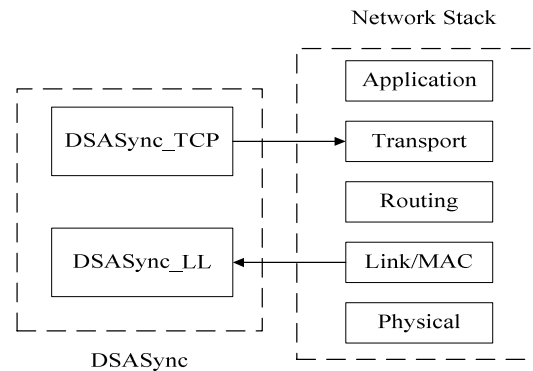 Network Stack
Application
DSASync_TCP
Transport
Routing
DSASync_LL
Link/MAC
Physical
DSASync